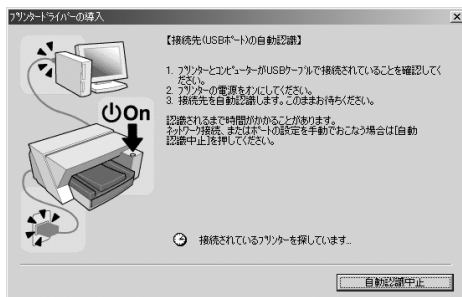 プリンタードライバーの導入
【接続先(USBポート)の自動認識】
1. プリンターとコンピューターがUSBケーブルで接続されていることを確認してく
ださい。
2. プリンターの電源をオンにしてください。
3. 接続先を自動認識します。このままお待ちください。
認識されるまで時間がかかることがあります。
ネットワーク接続、またはポートの設定を手動でおこなう場合は[自動
認識中止]を押してください。
On
接続されているプリンターを探しています...
自動認識中止